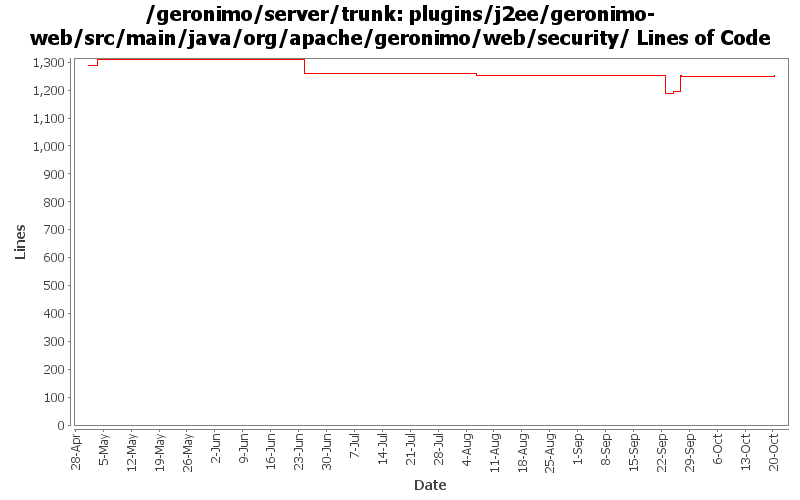 /geronimo/server/trunk: plugins/j2ee/geronimo-
web/src/main/java/org/apache/geronimo/web/security/ Lines of Code
1,300
1,200
1,100
1,000
900
800
700
600
500
400
300
200
100
0
Lines
28-Apr
5-May
12-May
19-May
26-May
2-Jun
9-Jun
16-Jun
23-Jun
30-Jun
7-Jul
14-Jul
21-Jul
28-Jul
4-Aug
11-Aug
18-Aug
25-Aug
1-Sep
8-Sep
15-Sep
22-Sep
29-Sep
6-Oct
13-Oct
20-Oct
Date